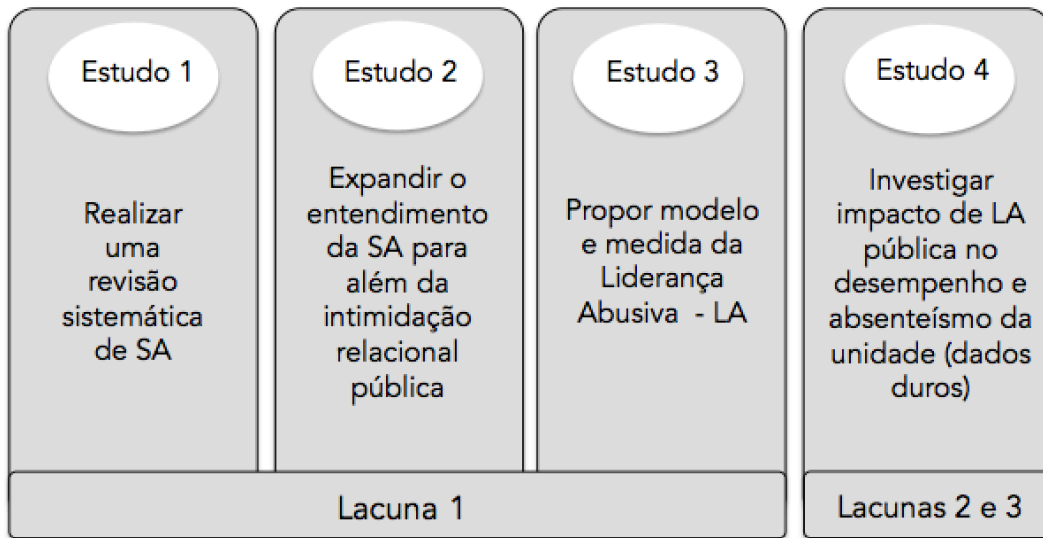 Estudo 1
Realizar
uma
revisão
sistemática
de SA
Estudo 2
Expandir o
entendimento
da SA para
além da
intimidação
relacional
pública
Estudo 3
Propor modelo
e medida da
Liderança
Abusiva - LA
Estudo 4
Investigar
impacto de LA
pública no
desempenho e
absenteísmo da
unidade (dados
duros)
Lacuna 1
Lacunas 2 e 3